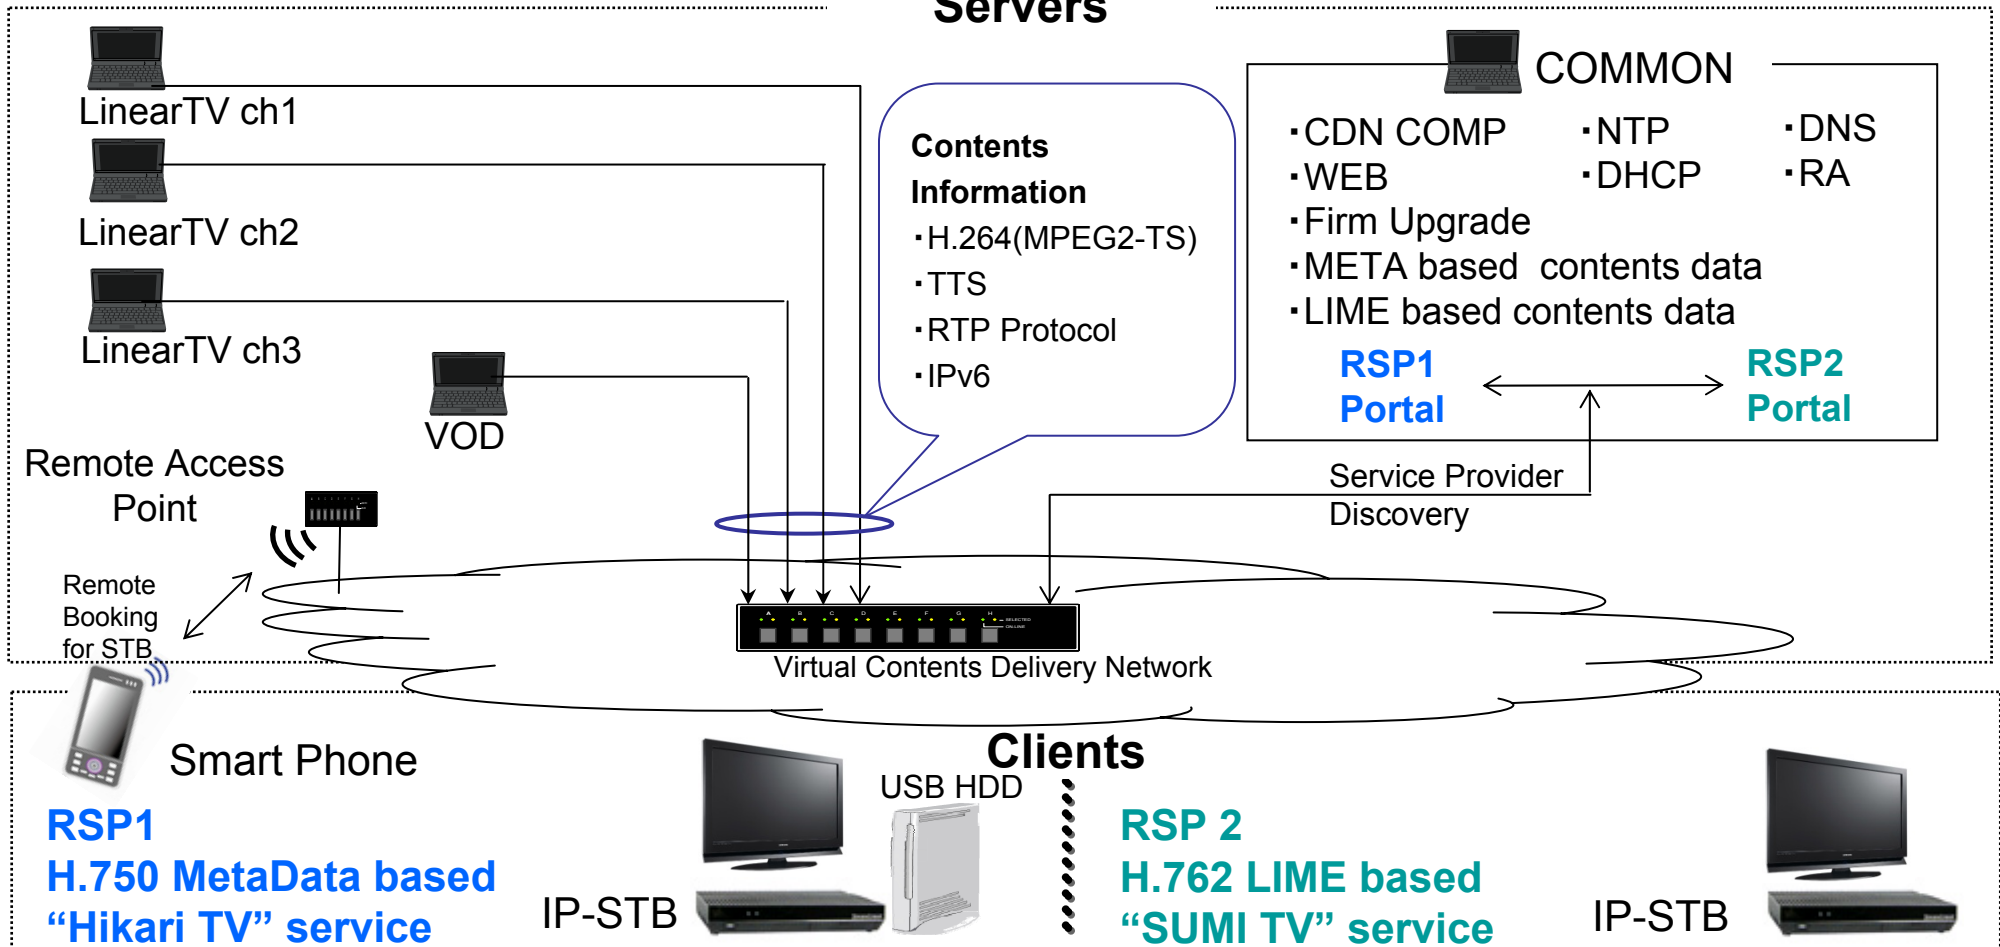 Servers
LinearTV ch1
LinearTV ch2
LinearTV ch3
VOD
Remote Access
Point
Remote
Booking
for STB
Contents
Information
・H.264(MPEG2-TS)
・TTS
・RTP Protocol
・IPv6
COMMON
・CDN COMP ・NTP ・DNS
・WEB ・DHCP ・RA
・Firm Upgrade
・META based contents data
・LIME based contents data
RSP1
Portal
RSP2
Portal
Service Provider
Discovery
A B C D E F G H
SELECTED
ON-LINE
Virtual Contents Delivery Network
Clients
Smart Phone
RSP1
H.750 MetaData based
“Hikari TV” service
IP-STB
USB HDD
RSP 2
H.762 LIME based
“SUMI TV” service
IP-STB